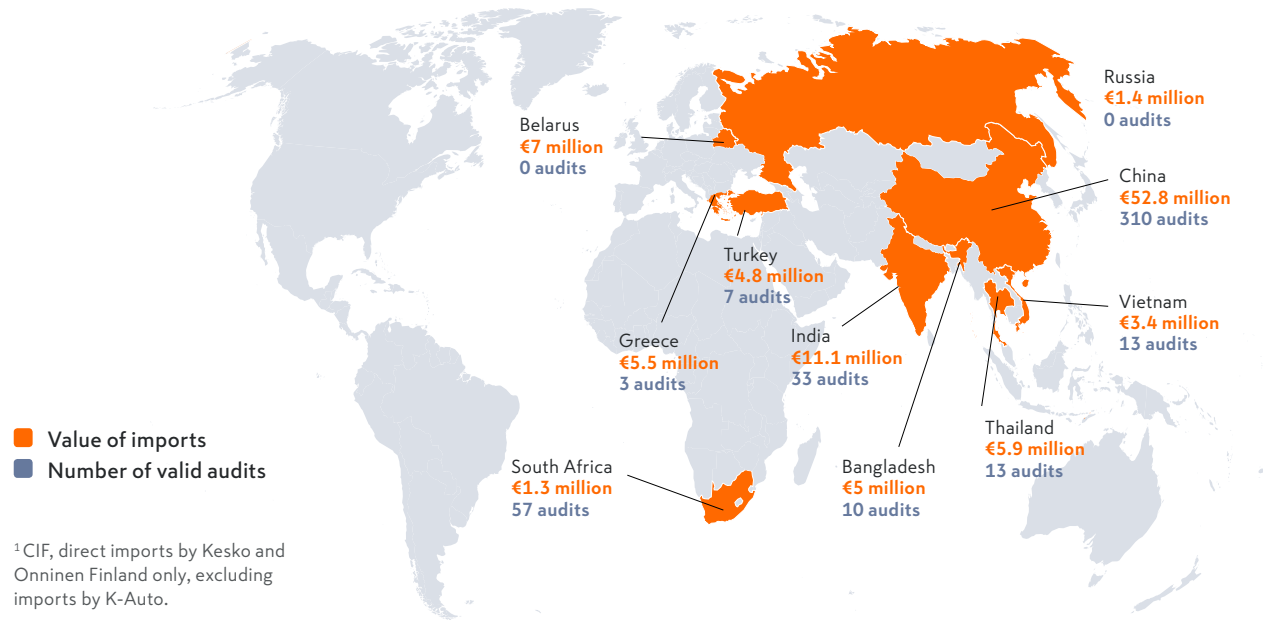 Russia
€1.4 million
0 audits
Belarus
€7 million
0 audits
China
€52.8 million
310 audits
Turkey
€4.8 million
7 audits
Vietnam
€3.4 million
13 audits
Greece
€5.5 million
3 audits
India
€11.1 million
33 audits
Thailand
€5.9 million
13 audits
South Africa
€1.3 million
57 audits
Bangladesh
€5 million
10 audits
Value of imports
Number of valid audits
¹ CIF, direct imports by Kesko and
Onninen Finland only, excluding
imports by K-Auto.